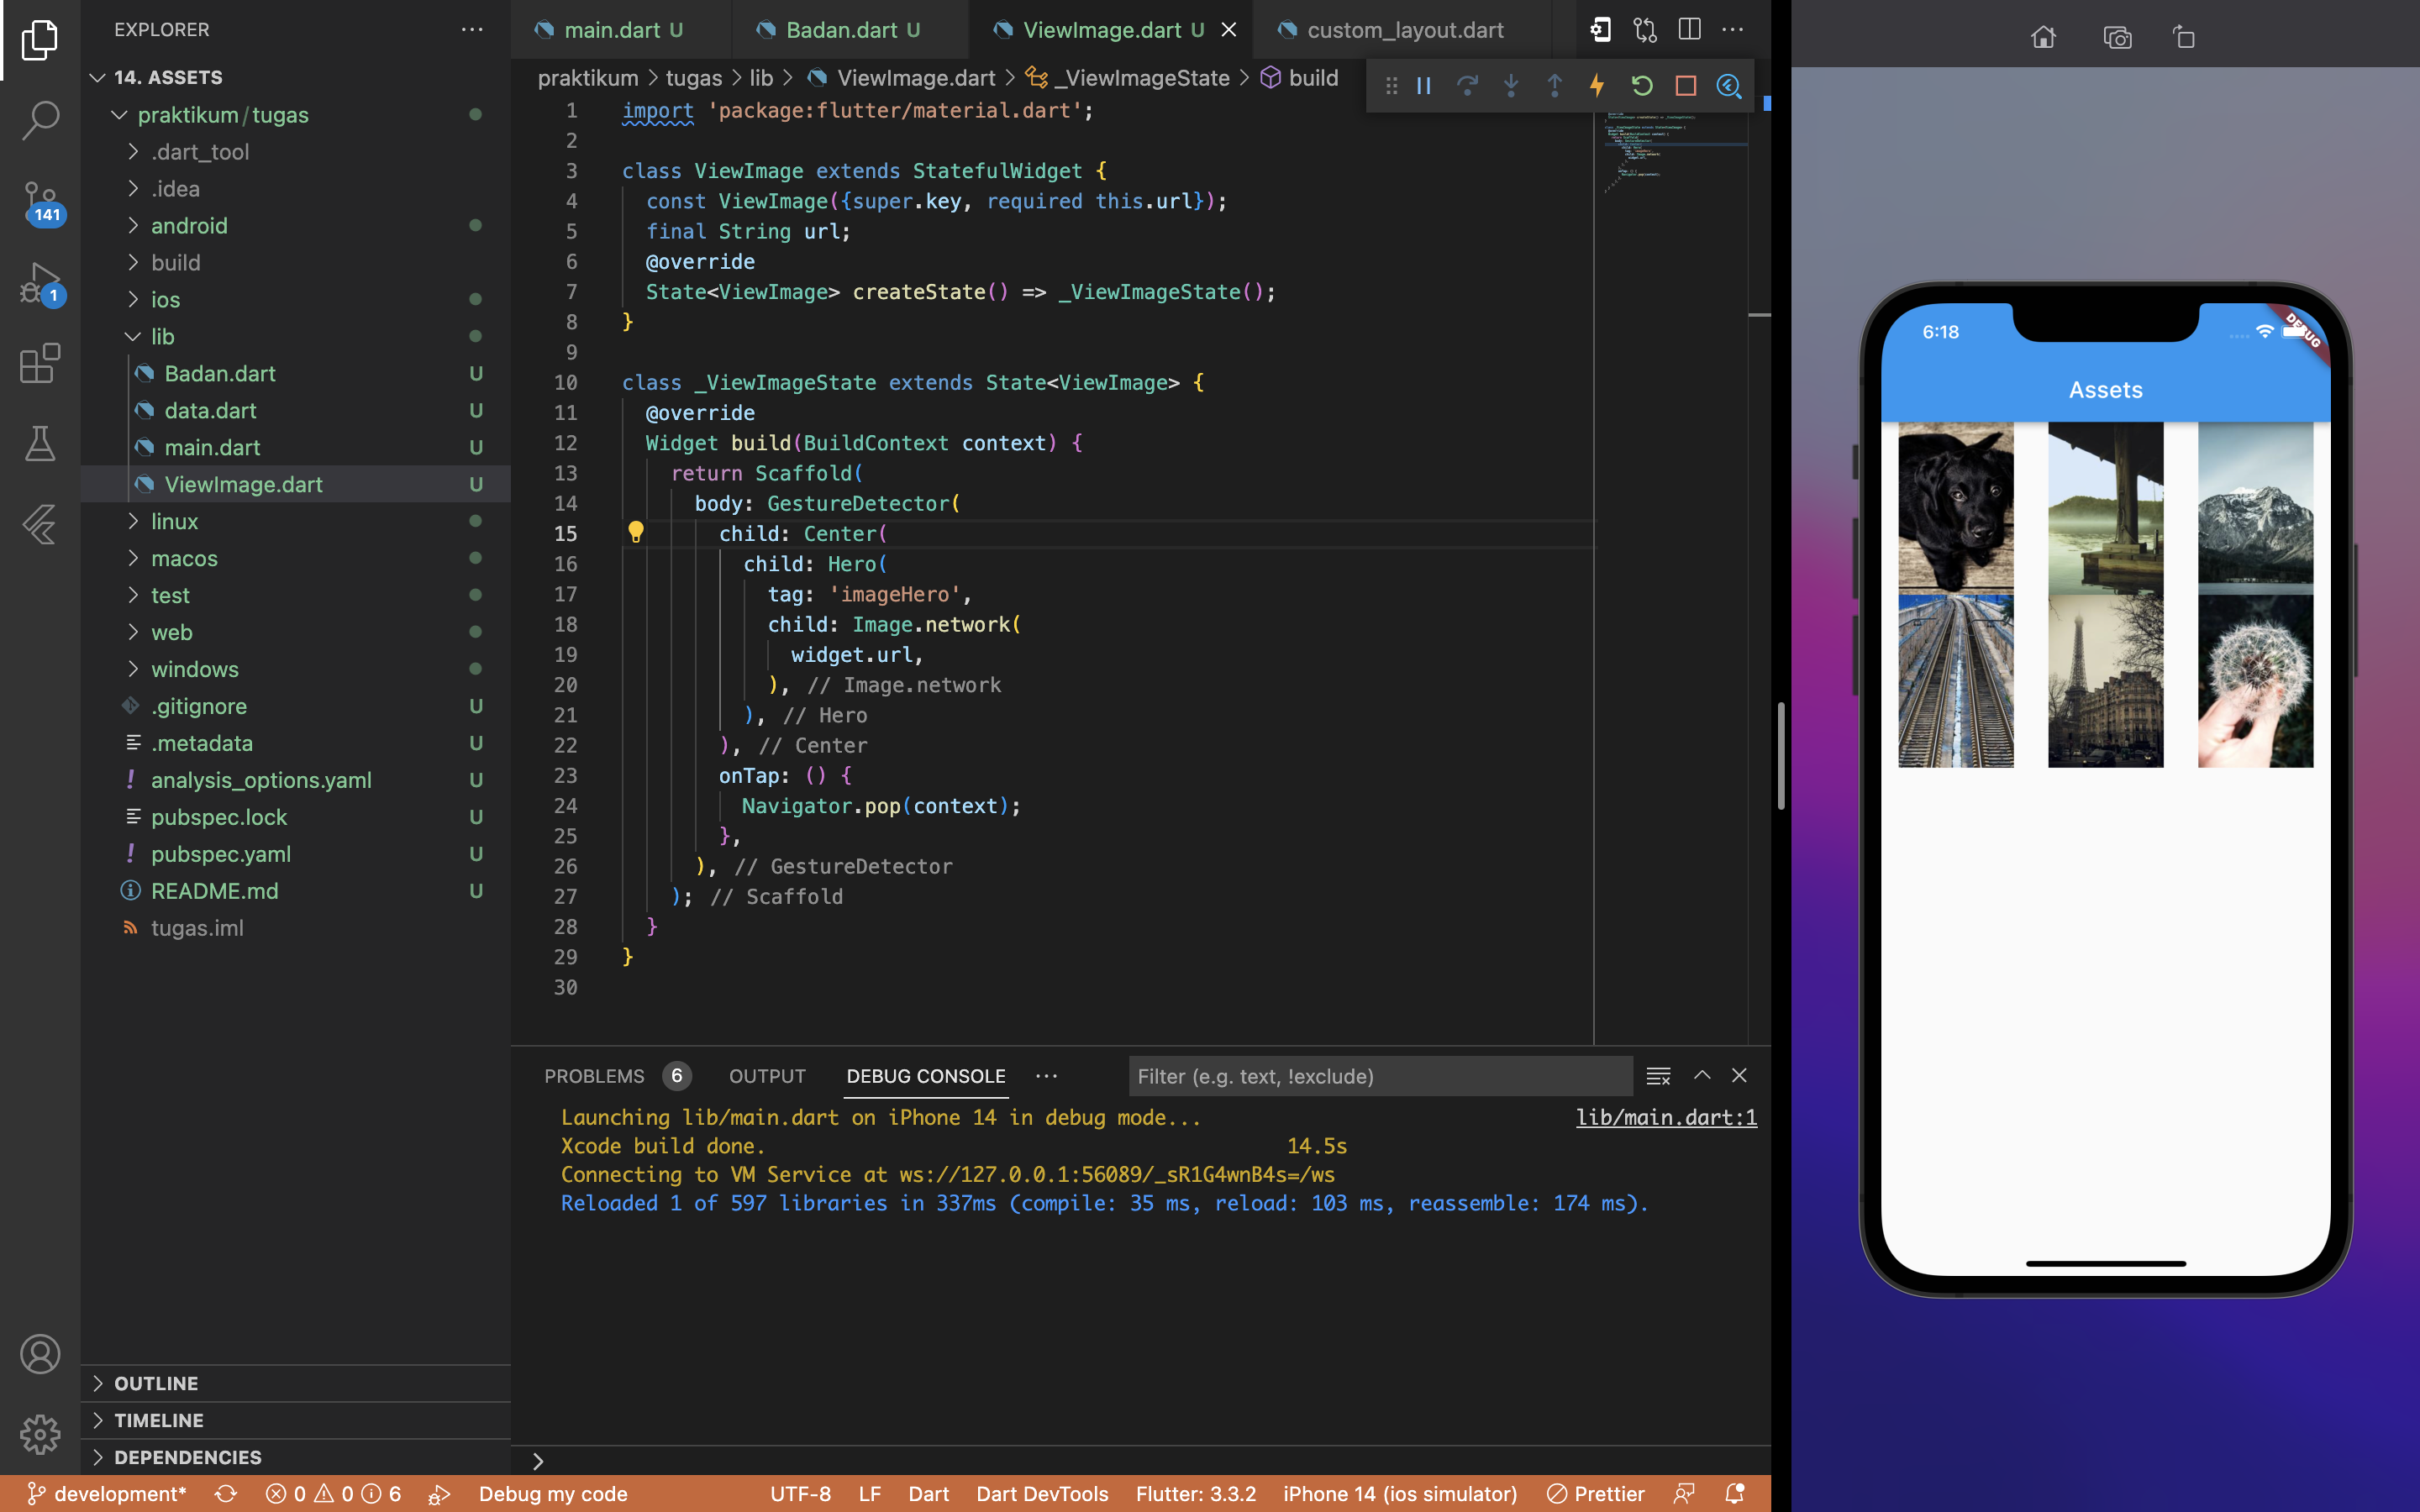 EXPLORER
14. ASSETS
praktikum/tugas
.dart_tool
.idea
android
build
ios
lib
Badan.dart U
data.dart U
main.dart U
ViewImage.dart U
linux
macos
test
web
windows
.gitignore U
.metadata U
analysis_options.yaml U
pubspec.lock U
pubspec.yaml U
README.md U
tugas.iml
OUTLINE
TIMELINE
DEPENDENCIES
141
1
main.dart U
Badan.dart U
ViewImage.dart U
custom_layout.dart
praktikum > tugas > lib > ViewImage.dart > _ViewImageState > build
1 import 'package:flutter/material.dart';
2
3 class ViewImage extends StatefulWidget {
4 const ViewImage({super.key, required this.url});
5 final String url;
6 @override
7 State<ViewImage> createState() => _ViewImageState();
8 }
9
10 class _ViewImageState extends State<ViewImage> {
11 @override
12 Widget build(BuildContext context) {
13 return Scaffold(
14 body: GestureDetector(
15 child: Center(
16 child: Hero(
17 tag: 'imageHero',
18 child: Image.network(
19 widget.url,
20 ), // Image.network
21 ), // Hero
22 ), // Center
23 onTap: () {
24 Navigator.pop(context);
25 },
26 ), // GestureDetector
27 ); // Scaffold
28 }
29 }
30
PROBLEMS 6 OUTPUT DEBUG CONSOLE Filter (e.g. text, !exclude)
Launching lib/main.dart on iPhone 14 in debug mode... lib/main.dart:1
Xcode build done. 14.5s
Connecting to VM Service at ws://127.0.0.1:56089/_sR1G4wnB4s=/ws
Reloaded 1 of 597 libraries in 337ms (compile: 35 ms, reload: 103 ms, reassemble: 174 ms).
development* 0 0 6 Debug my code UTF-8 LF Dart Dart DevTools Flutter: 3.3.2 iPhone 14 (ios simulator) Prettier
6:18
DEBUG
Assets